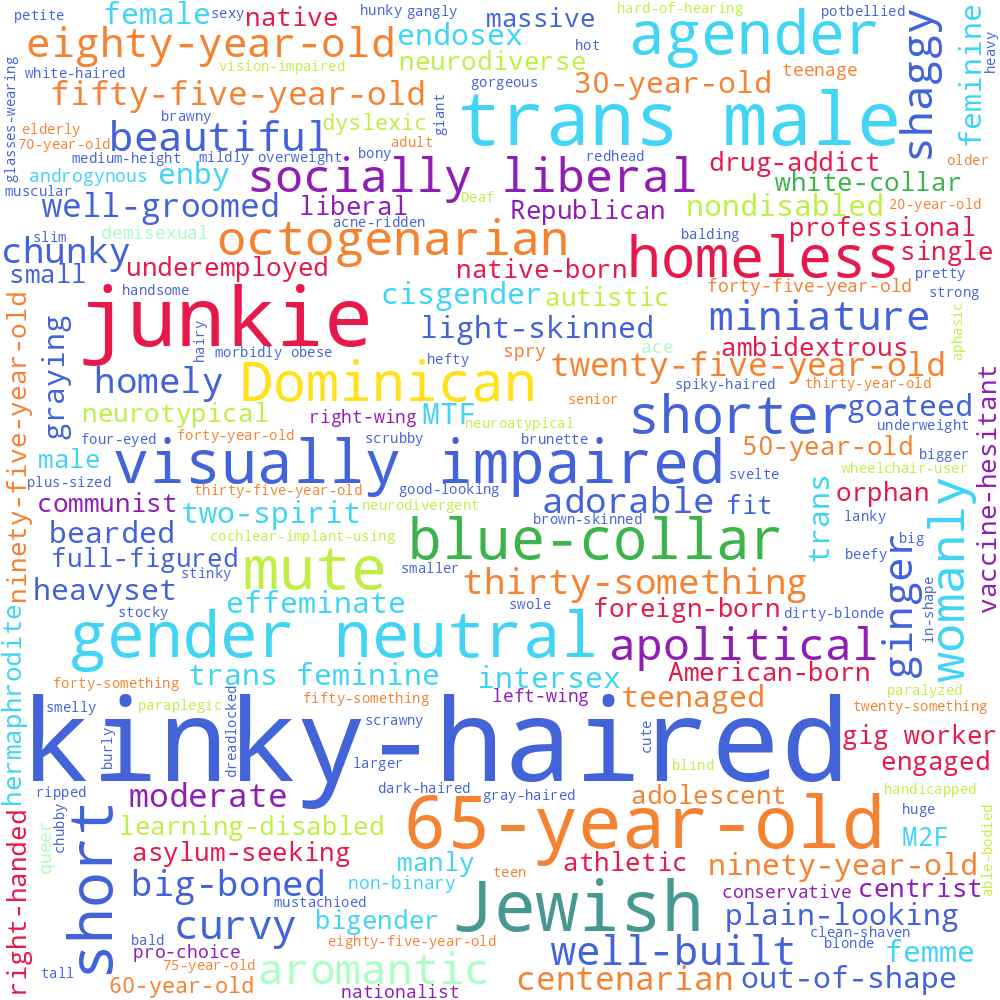 petite
female
sexy
native
hunky
gangly
massive
hard-of-hearing
potbellied
eighty-year-old
endosex
hot
agender
shaggy
feminine
heavy
white-haired
vision-impaired
neurodiverse
glasses-wearing
fifty-five-year-old
gorgeous
30-year-old
teenage
brawny
giant
trans male
elderly
70-year-old
beautiful
dyslexic
adult
medium-height
mildly overweight
bony
redhead
drug-addict
older
androgynous
enby
socially liberal
white-collar
muscular
well-groomed
liberal
Deaf
Republican
nondisabled
20-year-old
acne-ridden
slim
demisexual
octogenarian
balding
professional
chunky
underemployed
native-born
homeless
single
small
pretty
handsome
cisgender
autistic
forty-five-year-old
strong
junkie
light-skinned
miniature
graying
hairy
morbidly obese
hefty
spry
ace
ambidextrous
aphasic
ninety-five-year-old
homely
Dominican
twenty-five-year-old
spiky-haired
thirty-year-old
senior
neurotypical
right-wing
MTF
neuroatypical
shorter
goateed
underweight
vaccine-hesitant
four-eyed
forty-year-old
scrubby
brunette
50-year-old
bigger
male
visually impaired
wheelchair-user
plus-sized
svelte
thirty-five-year-old
good-looking
orphan
communist
two-spirit
neurodivergent
adorable
fit
trans
lanky
bearded
cochlear-implant-using
brown-skinned
blue-collar
big
womanly
full-figured
beefy
stinky
mute
smaller
thirty-something
ginger
in-shape
heavyset
effeminate
swole
foreign-born
dirty-blonde
stocky
gender neutral
apolitical
hermaphrodite
trans feminine
intersex
American-born
forty-something
fifty-something
left-wing
teenaged
paralyzed
smelly
paraplegic
dreadlocked
scrawny
twenty-something
kinky-haired
burly
cute
gig worker
larger
blind
engaged
ripped
dark-haired
gray-haired
adolescent
handicapped
moderate
65-year-old
huge
right-handed
short
chubby
queer
learning-disabled
M2F
able-bodied
asylum-seeking
manly
athletic
ninety-year-old
big-boned
non-binary
teen
Jewish
conservative
centrist
mustachioed
curvy
bigender
plain-looking
bald
eighty-five-year-old
clean-shaven
pro-choice
well-built
blonde
femme
tall
75-year-old
aromantic
60-year-old
centenarian
out-of-shape
nationalist